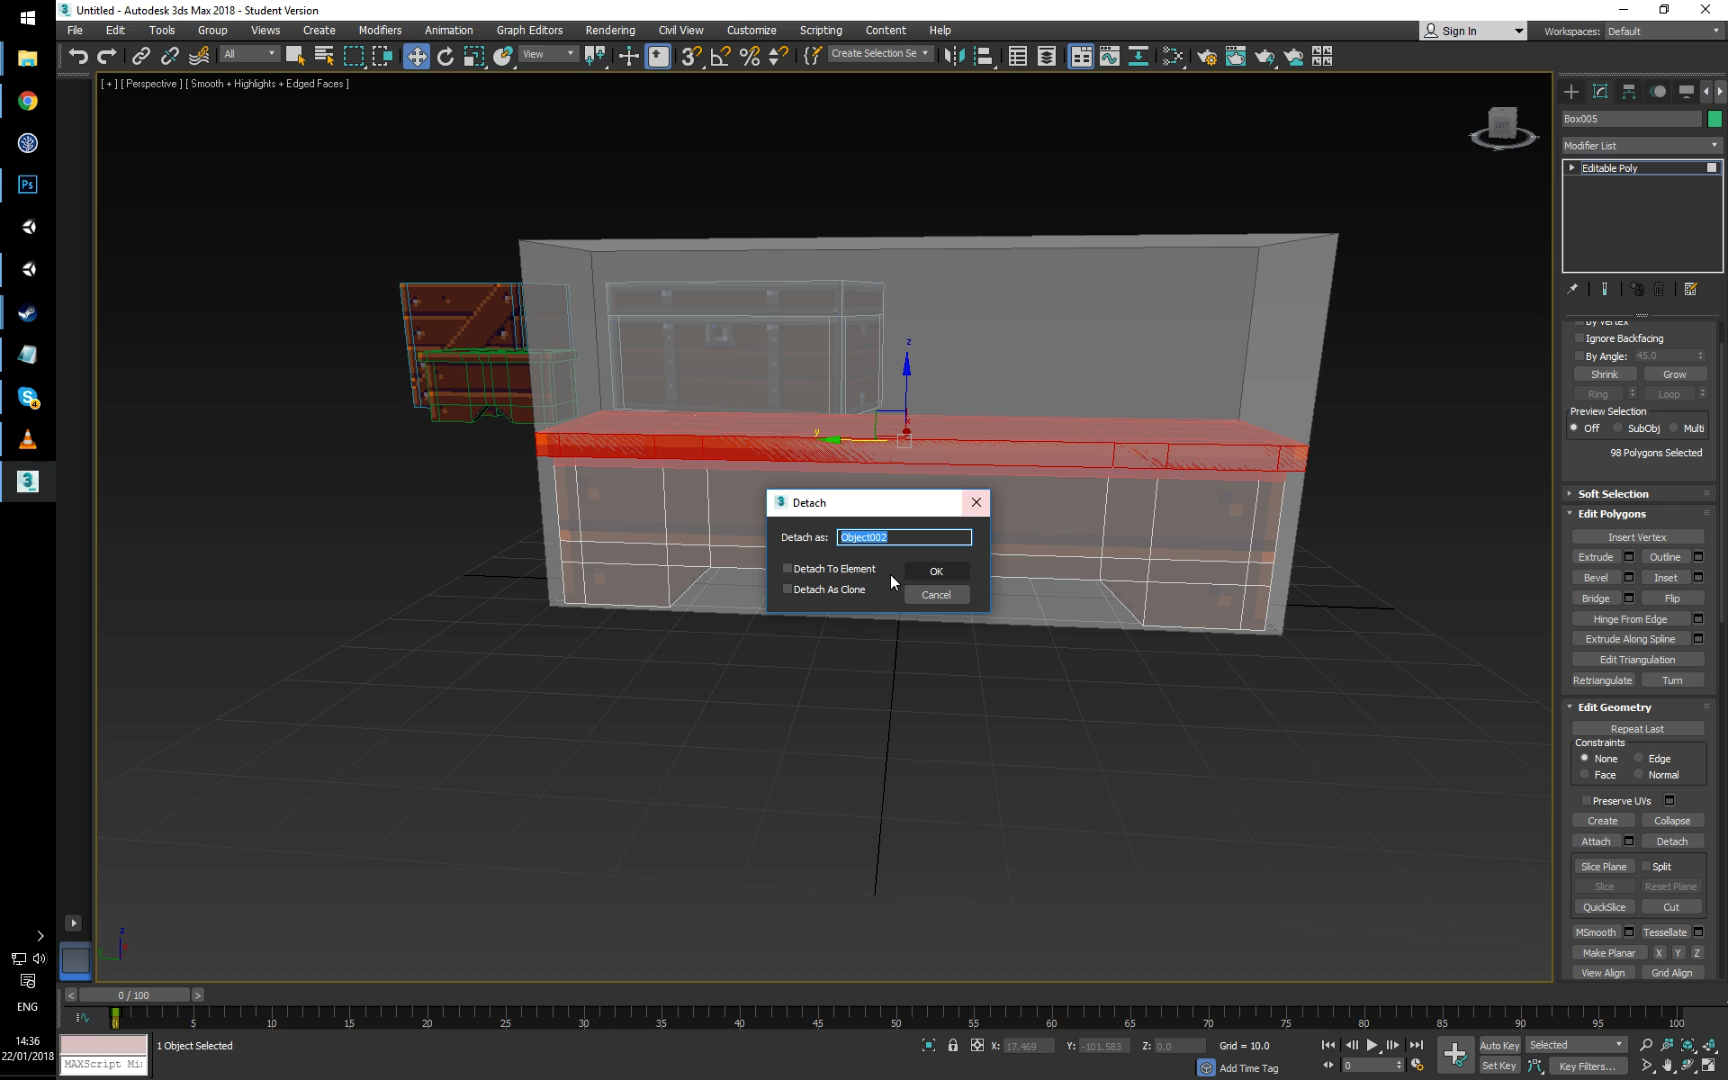 Untitled - Autodesk 3ds Max 2018 - Student Version
File Edit Tools Group Views Create Modifiers Animation Graph Editors Rendering Civil View Customize Scripting Content Help
Sign In Workspaces: Default
All View Create Selection Se
[ + ] [ Perspective ] [ Smooth + Highlights + Edged Faces ]
LEFT
Box005
Modifier List
Editable Poly
By Vertex
Ignore Backfacing
By Angle: 45.0
Shrink Grow
Ring Loop
Preview Selection
Off SubObj Multi
98 Polygons Selected
Soft Selection
Edit Polygons
Insert Vertex
Extrude Outline
Bevel Inset
Bridge Flip
Hinge From Edge
Extrude Along Spline
Edit Triangulation
Retriangulate Turn
Edit Geometry
Repeat Last
Constraints
None Edge
Face Normal
Preserve UVs
Create Collapse
Attach Detach
Slice Plane Split
Slice Reset Plane
QuickSlice Cut
MSmooth Tessellate
Make Planar X Y Z
View Align Grid Align
z
y
x
3 Detach
Detach as: Object002
Detach To Element
Detach As Clone
OK
Cancel
Ps
S 4
3
z
y
ENG
14:36
22/01/2018
< 0 / 100 >
0 5 10 15 20 25 30 35 40 45 50 55 60 65 70 75 80 85 90 95 100
1 Object Selected
MAXScript Mi
X: 17.469 Y: -101.583 Z: 0.0 Grid = 10.0
Add Time Tag
0
Auto Key Selected
Set Key Key Filters...